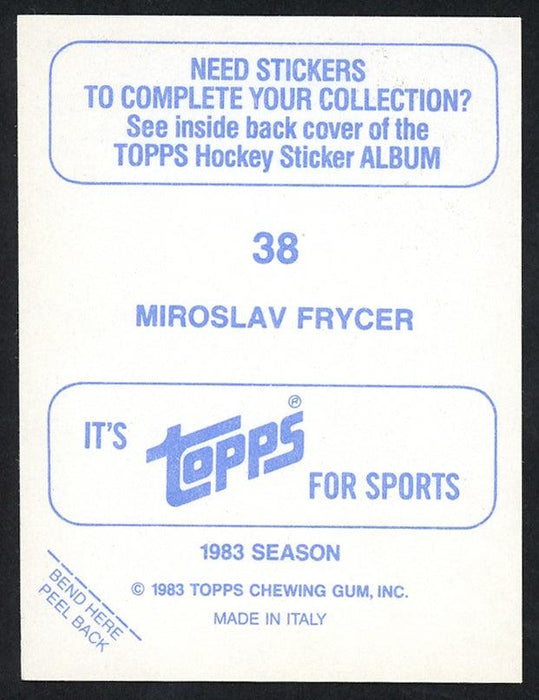 NEED STICKERS
TO COMPLETE YOUR COLLECTION?
See inside back cover of the
TOPPS Hockey Sticker ALBUM
38
MIROSLAV FRYCER
IT'S
TOPPS®
FOR SPORTS
1983 SEASON
© 1983 TOPPS CHEWING GUM, INC.
MADE IN ITALY
BEND HERE
PEEL BACK